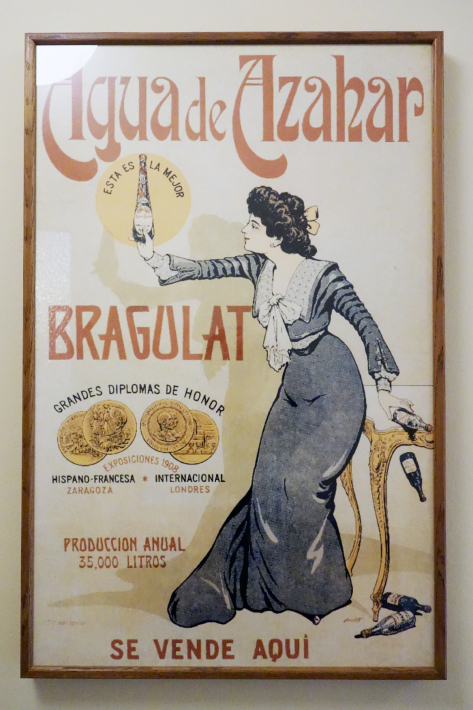 Agua de Azahar
ESTA ES LA MEJOR
BRAGULAT
GRANDES DIPLOMAS DE HONOR
EXPOSICIONES 1908
HISPANO-FRANCESA * INTERNACIONAL
ZARAGOZA LONDRES
PRODUCCION ANUAL
35,000 LITROS
SE VENDE AQUÍ